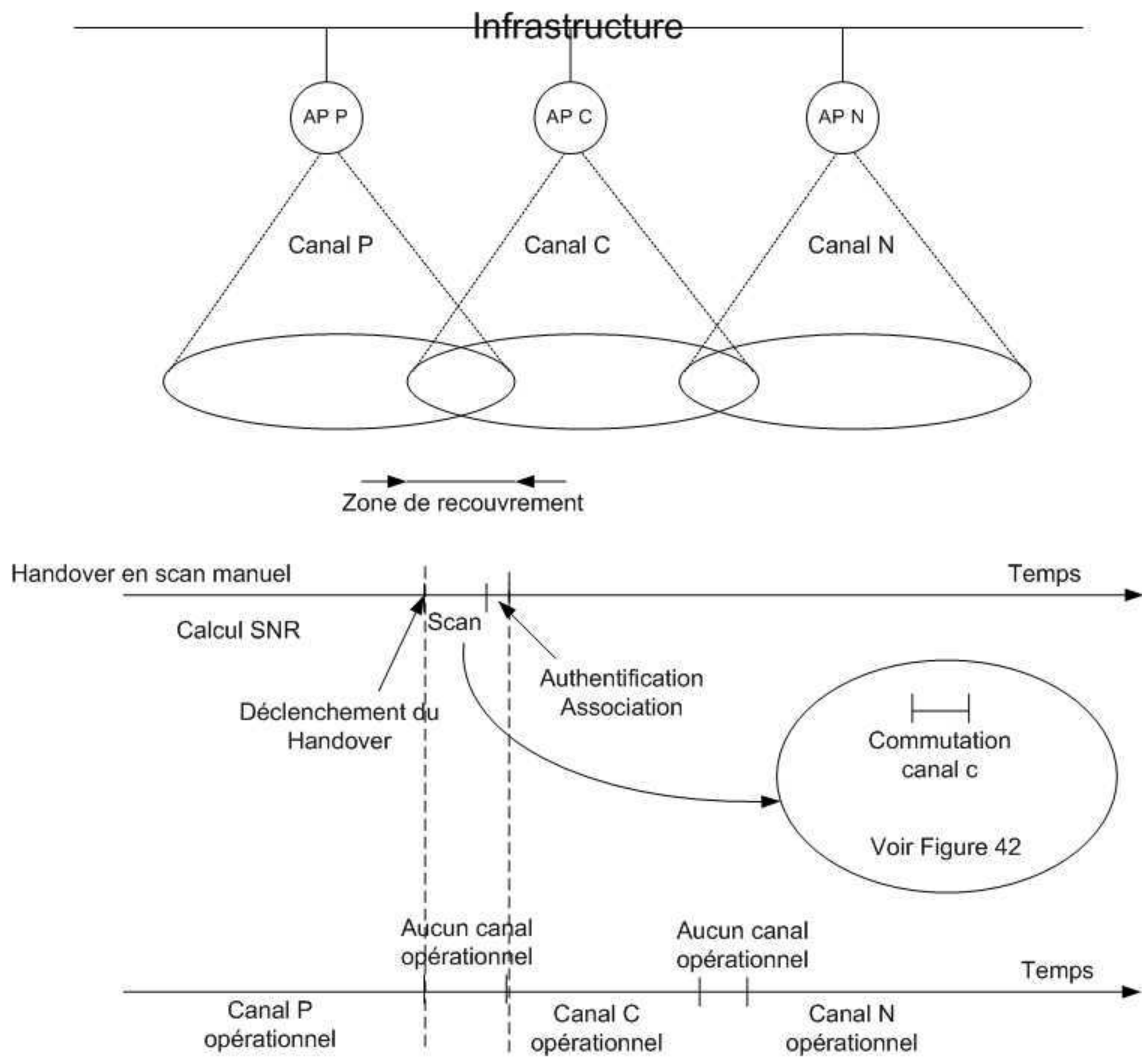 Infrastructure
AP P
AP C
AP N
Canal P
Canal C
Canal N
Zone de recouvrement
Handover en scan manuel
Temps
Calcul SNR
Scan
Déclenchement du
Handover
Authentification
Association
Commutation
canal c
Voir Figure 42
Aucun canal
opérationnel
Aucun canal
opérationnel
Temps
Canal P
opérationnel
Canal C
opérationnel
Canal N
opérationnel